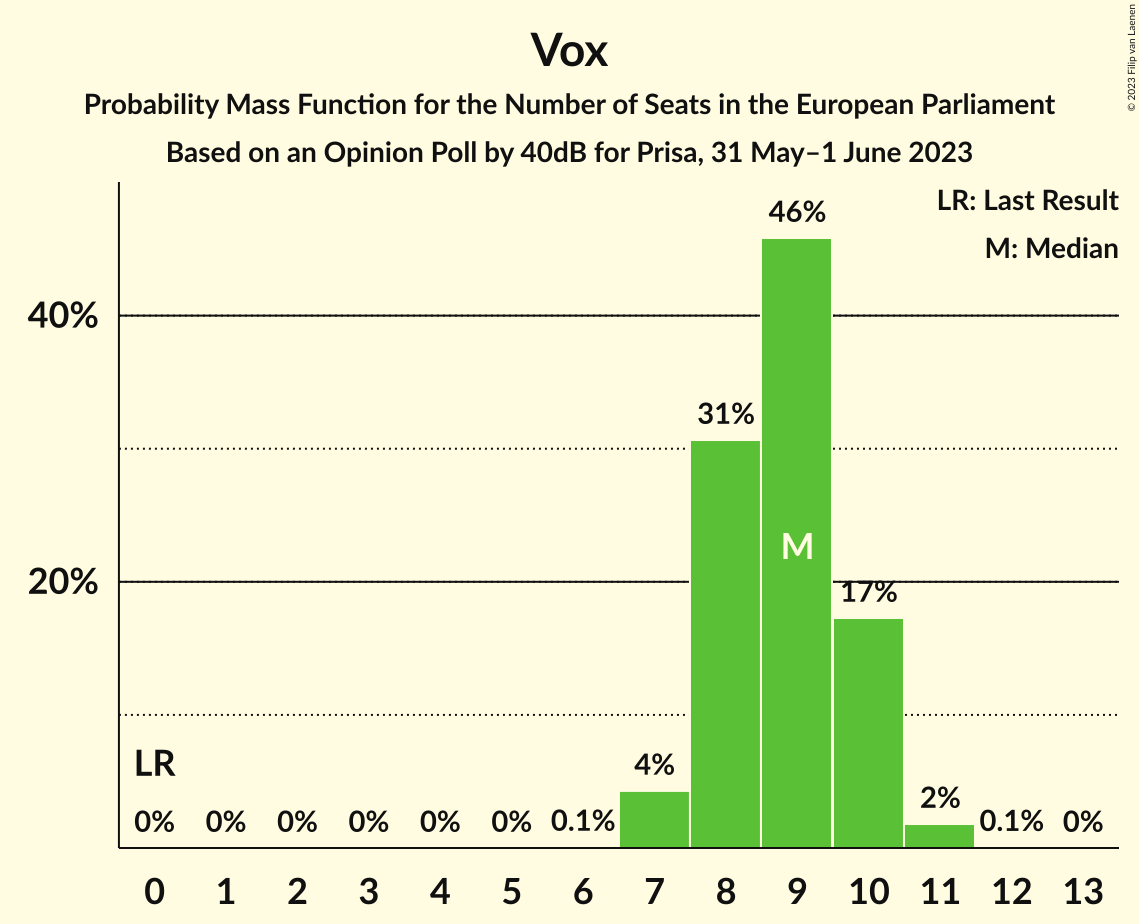 Vox
Probability Mass Function for the Number of Seats in the European Parliament
Based on an Opinion Poll by 40dB for Prisa, 31 May–1 June 2023
© 2023 Filip van Laenen
LR: Last Result
M: Median
46%
40%
31%
M
20%
17%
LR
4%
2%
0% 0% 0% 0% 0% 0% 0.1% 0.1% 0%
0 1 2 3 4 5 6 7 8 9 10 11 12 13